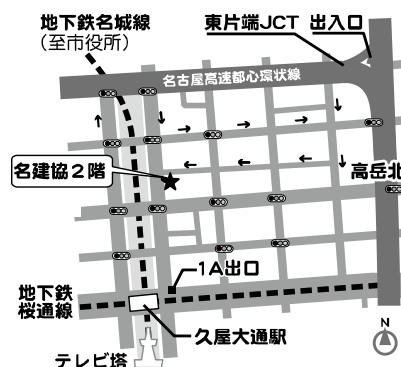 地下鉄名城線
(至市役所)
東片端JCT 出入口
名古屋高速都心環状線
名建協2階
高岳北
1A出口
地下鉄
桜通線
久屋大通駅
テレビ塔
N